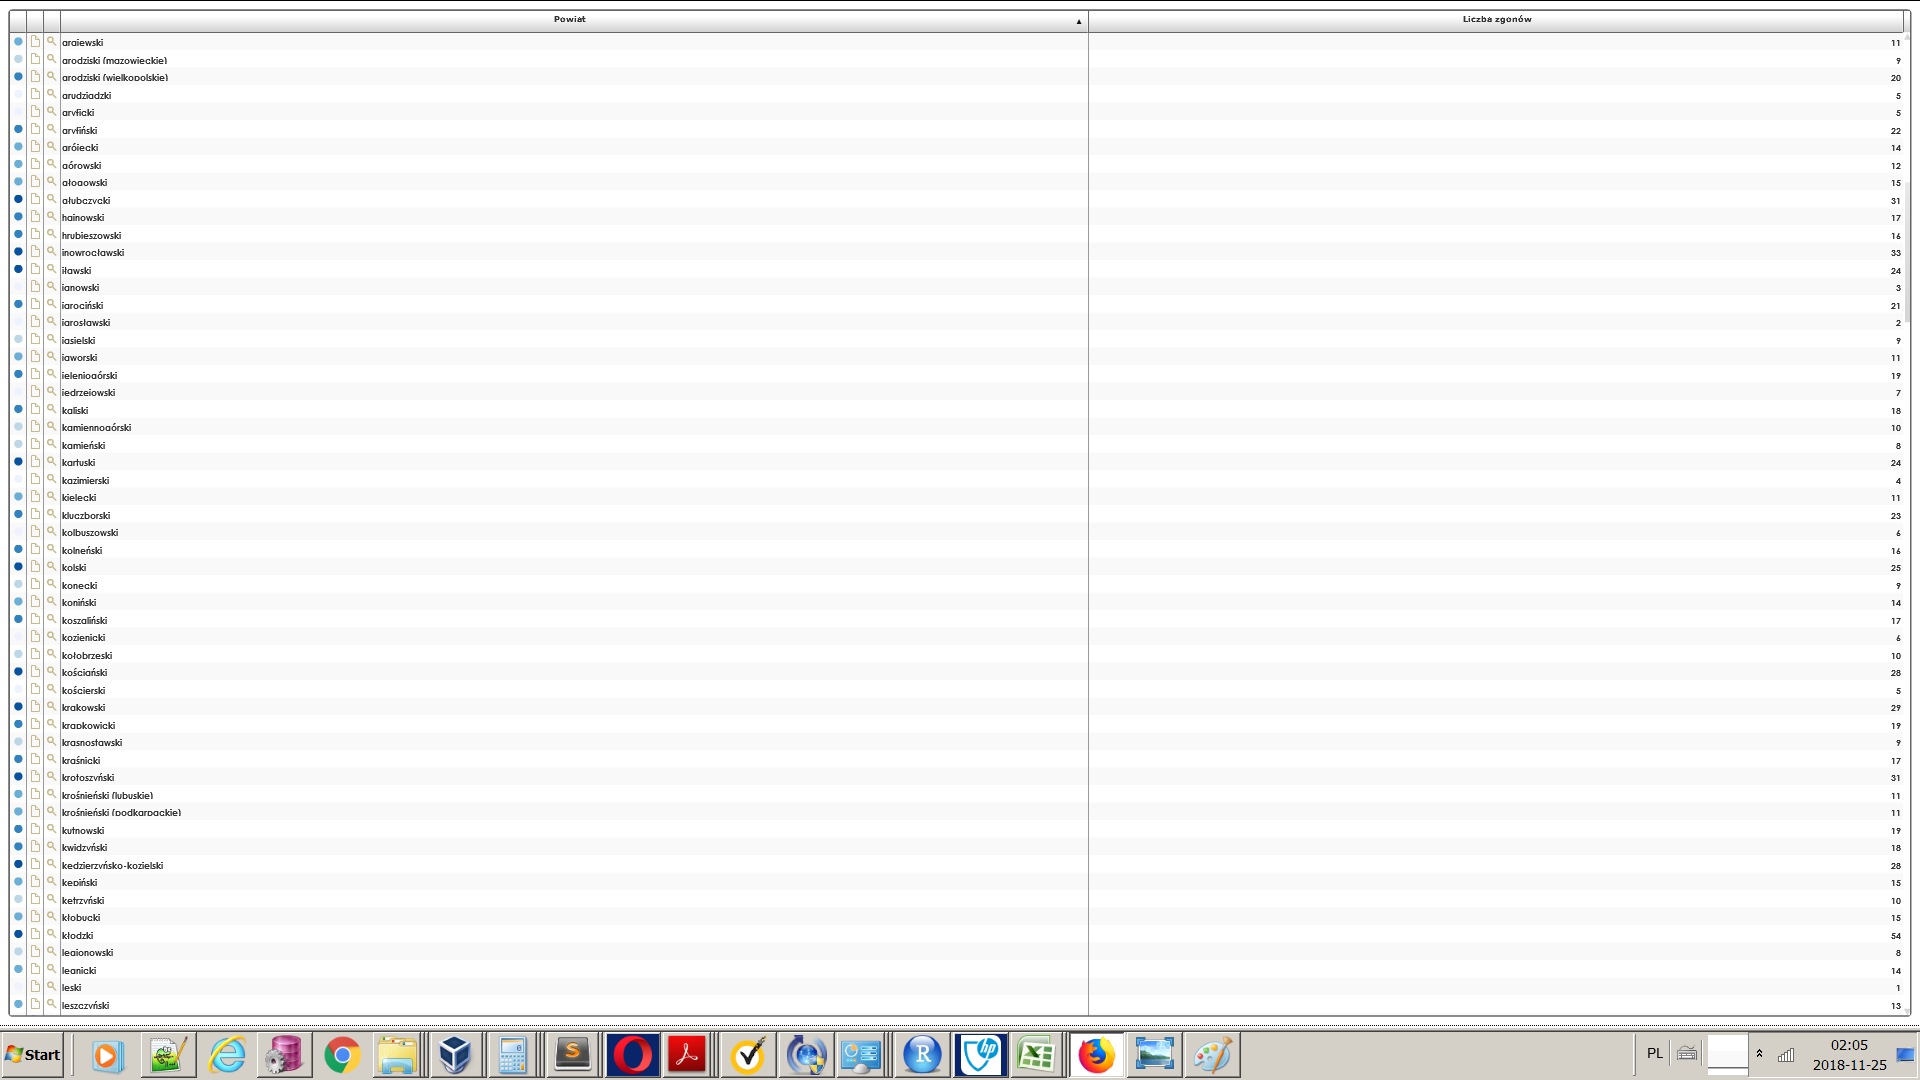 Powiat ▲ Liczba zgonów
grajewski 11
grodziski (mazowieckie) 9
grodziski (wielkopolskie) 20
grudziądzki 5
gryficki 5
gryfiński 22
grójecki 14
górowski 12
głogowski 15
głubczycki 31
hajnowski 17
hrubieszowski 16
inowrocławski 33
iławski 24
janowski 3
jarociński 21
jarosławski 2
jasielski 9
jaworski 11
jeleniogórski 19
jędrzejowski 7
kaliski 18
kamiennogórski 10
kamieński 8
kartuski 24
kazimierski 4
kielecki 11
kluczborski 23
kolbuszowski 6
kolneński 16
kolski 25
konecki 9
koniński 14
koszaliński 17
kozienicki 6
kołobrzeski 10
kościański 28
kościerski 5
krakowski 29
krapkowicki 19
krasnostawski 9
kraśnicki 17
krotoszyński 31
krośnieński (lubuskie) 11
krośnieński (podkarpackie) 11
kutnowski 19
kwidzyński 18
kędzierzyńsko-kozielski 28
kępiński 15
kętrzyński 10
kłobucki 15
kłodzki 54
legionowski 8
legnicki 14
leski 1
leszczyński 13
Start PL 02:05
2018-11-25